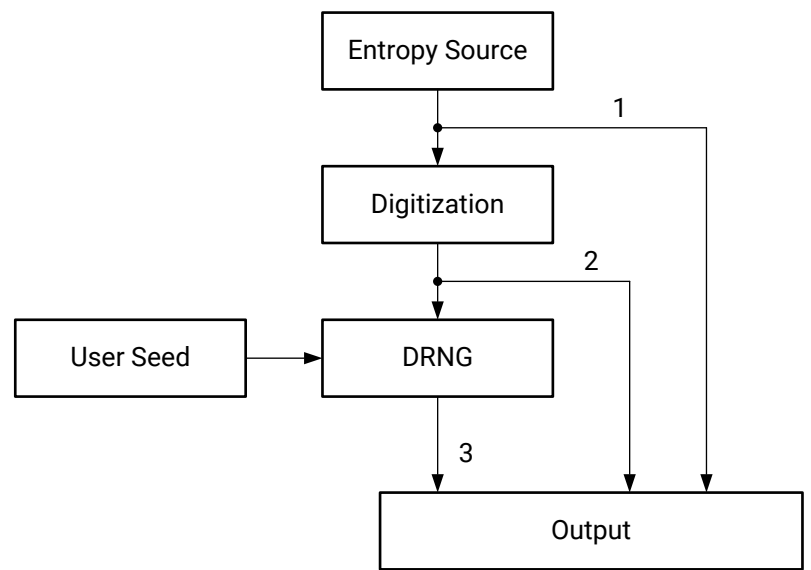 Entropy Source
1
Digitization
2
User Seed
DRNG
3
Output